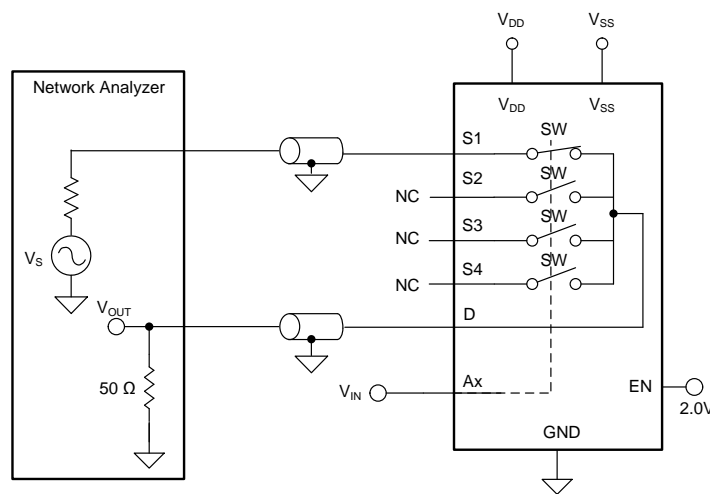 V_DD
V_SS
Network Analyzer
V_DD
V_SS
S1
SW
S2
SW
NC
S3
SW
NC
S4
SW
NC
V_S
V_OUT
D
50 Ω
V_IN
Ax
EN
2.0V
GND